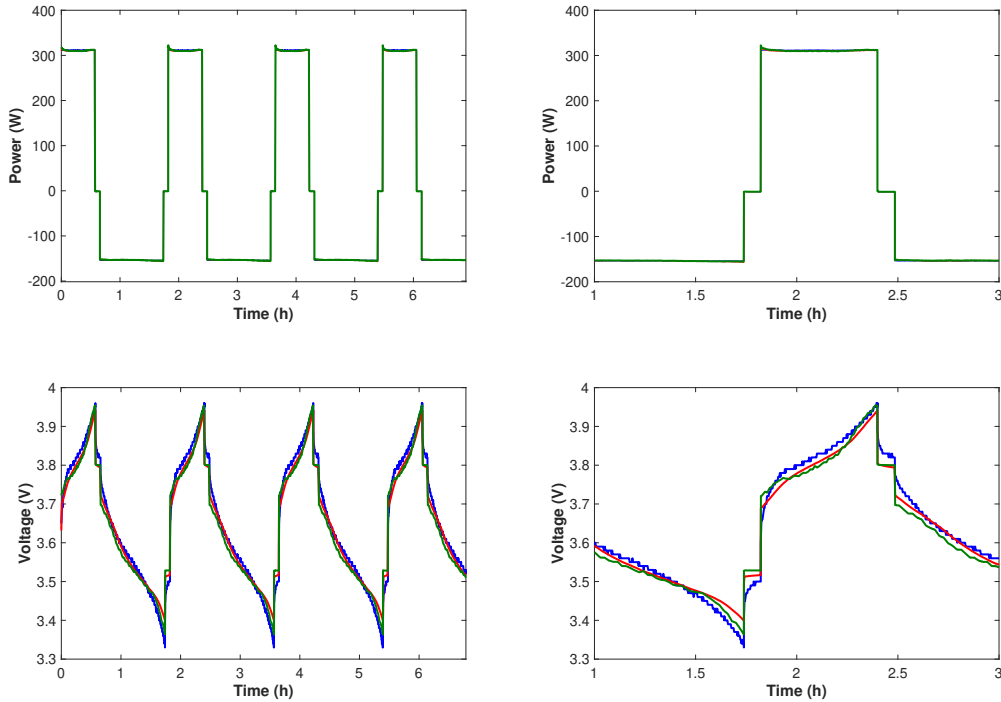 400
300
200
100
0
-100
-200
Power (W)
0 1 2 3 4 5 6
Time (h)
400
300
200
100
0
-100
-200
Power (W)
1 1.5 2 2.5 3
Time (h)
4
3.9
3.8
3.7
3.6
3.5
3.4
3.3
Voltage (V)
0 1 2 3 4 5 6
Time (h)
4
3.9
3.8
3.7
3.6
3.5
3.4
3.3
Voltage (V)
1 1.5 2 2.5 3
Time (h)